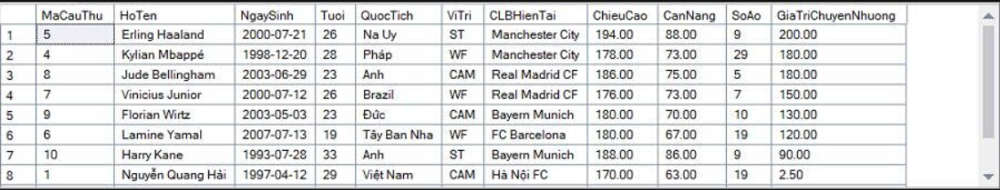 MaCauThu HoTen NgaySinh Tuoi QuocTich ViTri CLBHienTai ChieuCao CanNang SoAo GiaTriChuyenNhuong
1 5 Erling Haaland 2000-07-21 26 Na Uy ST Manchester City 194.00 88.00 9 200.00
2 4 Kylian Mbappé 1998-12-20 28 Pháp WF Manchester City 178.00 73.00 29 180.00
3 8 Jude Bellingham 2003-06-29 23 Anh CAM Real Madrid CF 186.00 75.00 5 180.00
4 7 Vinicius Junior 2000-07-12 26 Brazil WF Real Madrid CF 176.00 73.00 7 150.00
5 9 Florian Wirtz 2003-05-03 23 Đức CAM Bayern Munich 180.00 70.00 10 130.00
6 6 Lamine Yamal 2007-07-13 19 Tây Ban Nha WF FC Barcelona 180.00 67.00 19 120.00
7 10 Harry Kane 1993-07-28 33 Anh ST Bayern Munich 188.00 86.00 9 90.00
8 1 Nguyễn Quang Hải 1997-04-12 29 Việt Nam CAM Hà Nội FC 170.00 63.00 19 2.50